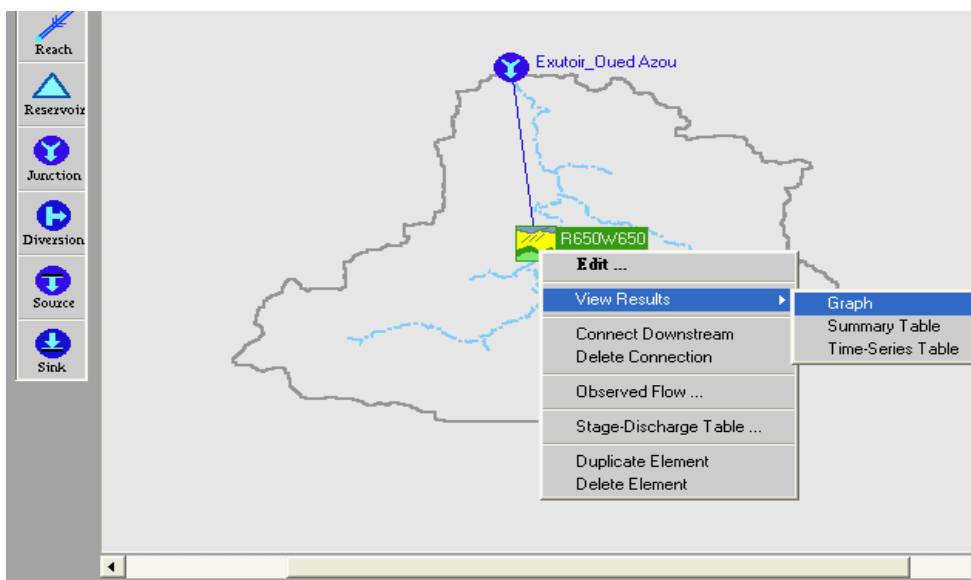 Reach
Reservoir
Junction
Diversion
Source
Sink
Exutoir_Oued Azou
R650W650
Edit ...
View Results
Connect Downstream
Delete Connection
Observed Flow ...
Stage-Discharge Table ...
Duplicate Element
Delete Element
Graph
Summary Table
Time-Series Table